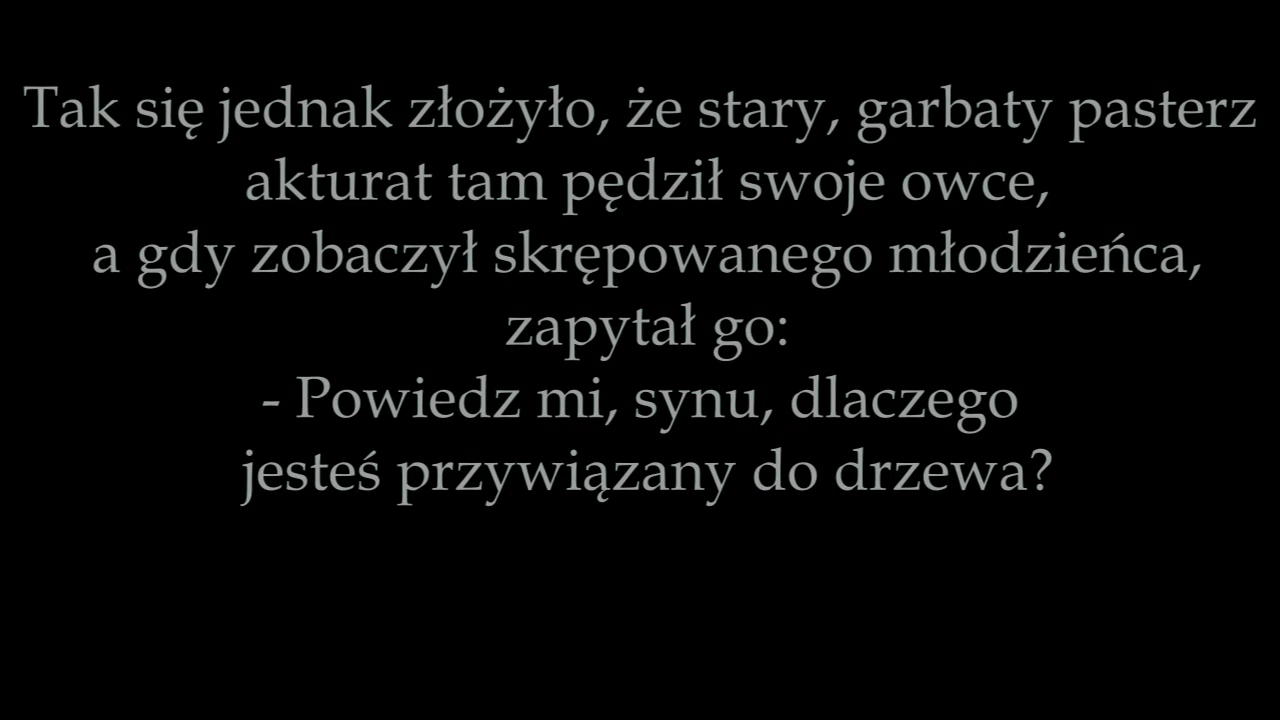 Tak się jednak złożyło, że stary, garbaty pasterz
akturat tam pędził swoje owce,
a gdy zobaczył skrępowanego młodzieńca,
zapytał go:
- Powiedz mi, synu, dlaczego
jesteś przywiązany do drzewa?